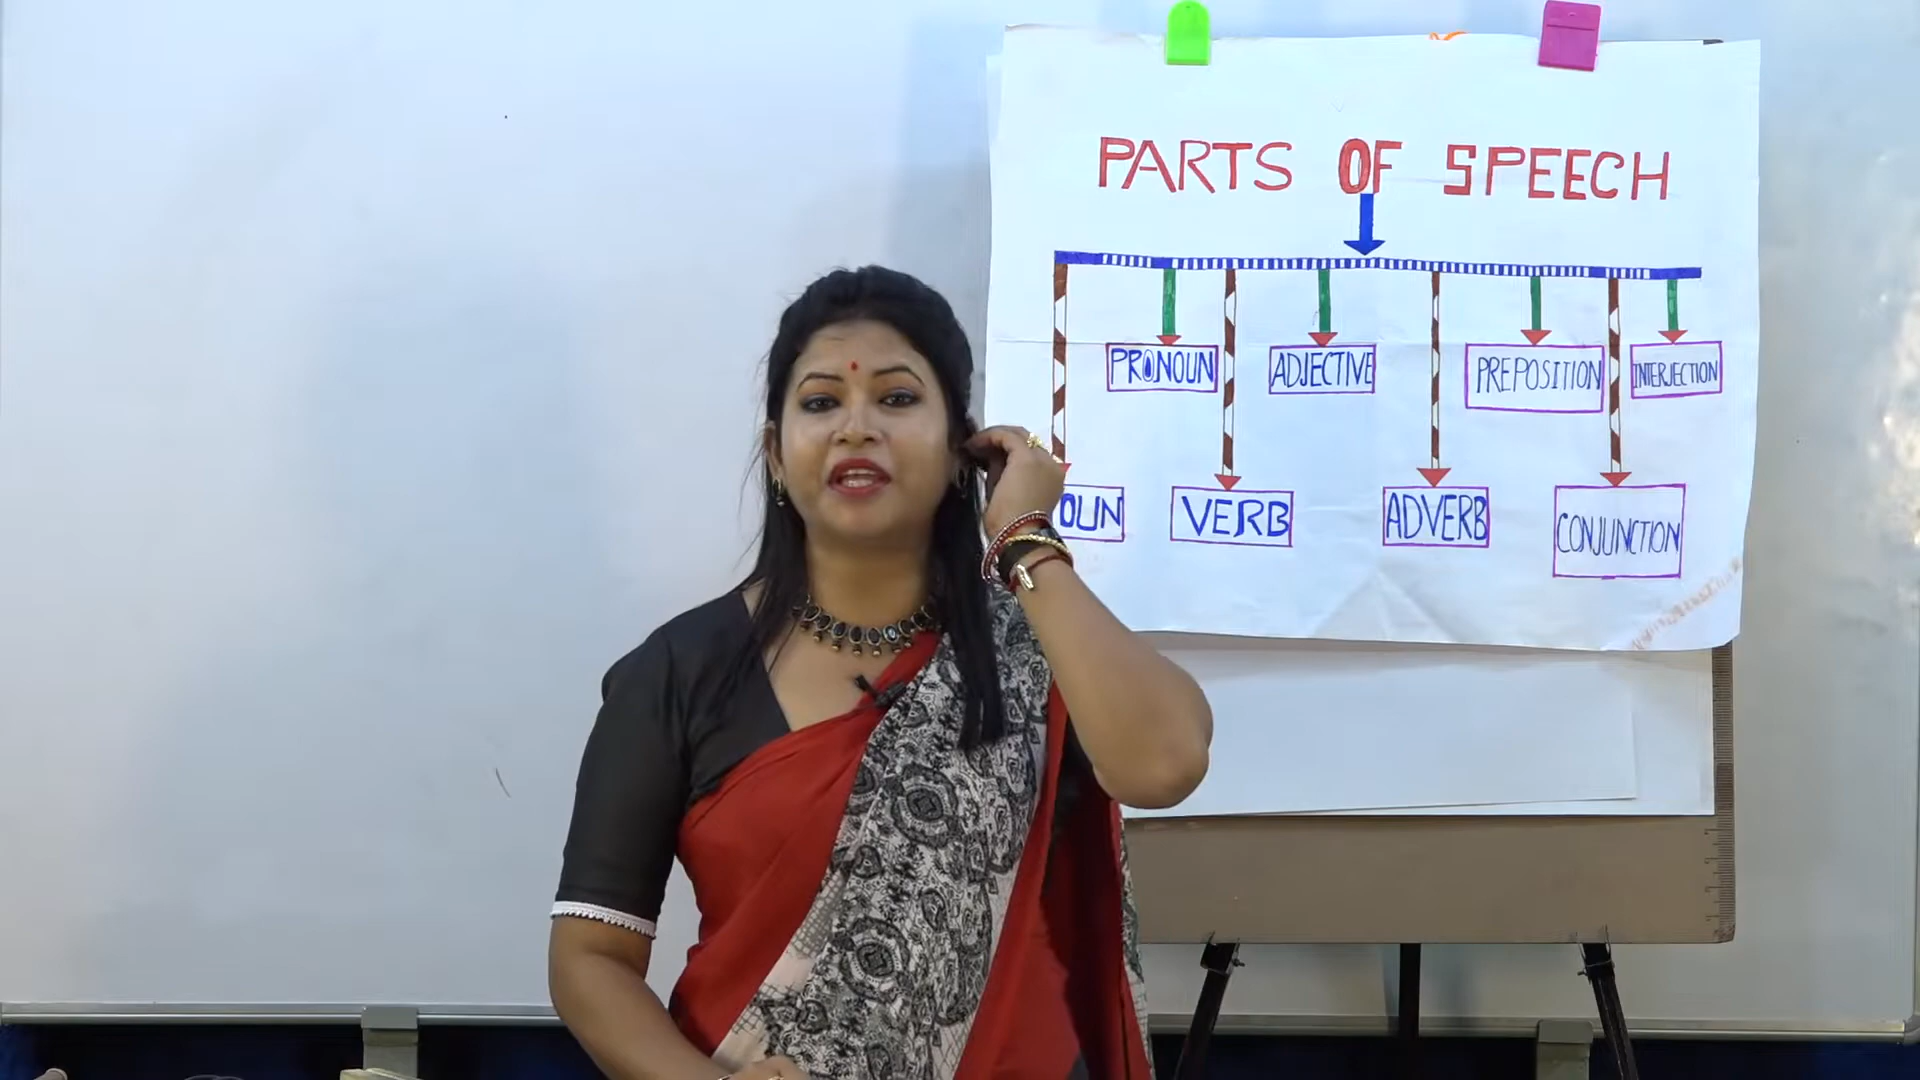 PARTS OF SPEECH
PRONOUN ADJECTIVE PREPOSITION INTERJECTION
OUN VERB ADVERB CONJUNCTION